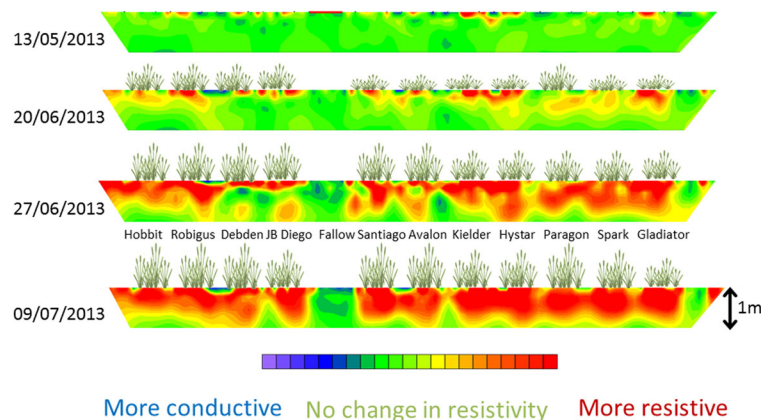 13/05/2013
20/06/2013
27/06/2013
Hobbit Robigus Debden JB Diego Fallow Santiago Avalon Kielder Hystar Paragon Spark Gladiator
09/07/2013
1m
More conductive No change in resistivity More resistive